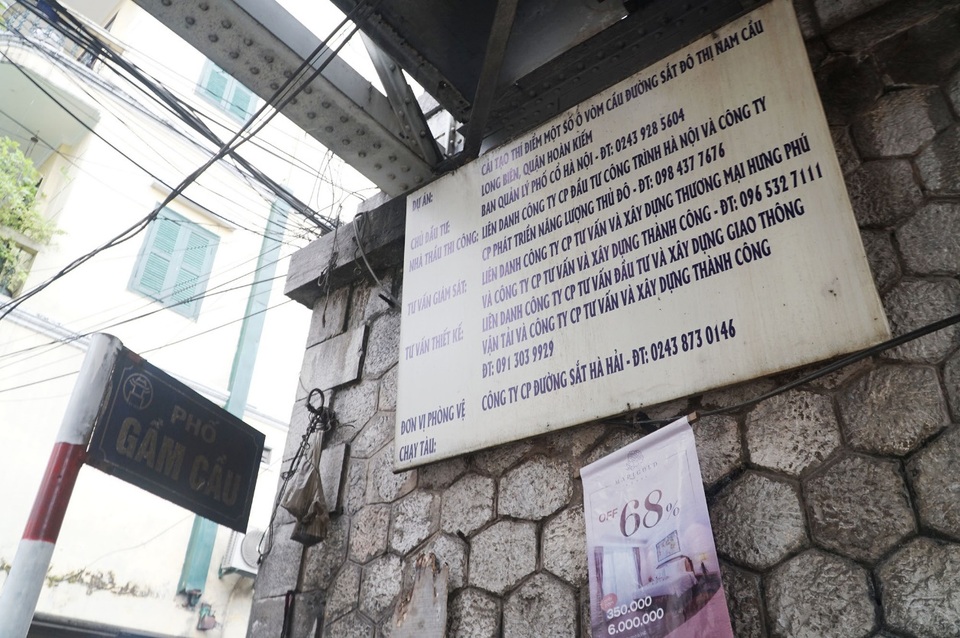 DỰ ÁN: CẢI TẠO THÍ ĐIỂM MỘT SỐ Ô VÒM CẦU ĐƯỜNG SẮT ĐÔ THỊ NAM CẦU
LONG BIÊN, QUẬN HOÀN KIẾM
CHỦ ĐẦU TƯ: BAN QUẢN LÝ PHỐ CỔ HÀ NỘI - ĐT: 0243 928 5604
NHÀ THẦU THI CÔNG: LIÊN DANH CÔNG TY CP ĐẦU TƯ CÔNG TRÌNH HÀ NỘI VÀ CÔNG TY
CP PHÁT TRIỂN NĂNG LƯỢNG THỦ ĐÔ - ĐT: 098 437 7676
TƯ VẤN GIÁM SÁT: LIÊN DANH CÔNG TY CP TƯ VẤN VÀ XÂY DỰNG THƯƠNG MẠI HƯNG PHÚ
VÀ CÔNG TY CP TƯ VẤN VÀ XÂY DỰNG THÀNH CÔNG - ĐT: 096 532 7111
TƯ VẤN THIẾT KẾ: LIÊN DANH CÔNG TY CP TƯ VẤN ĐẦU TƯ VÀ XÂY DỰNG GIAO THÔNG
VẬN TẢI VÀ CÔNG TY CP TƯ VẤN VÀ XÂY DỰNG THÀNH CÔNG
ĐT: 091 303 9929
ĐƠN VỊ PHÒNG VỆ CÔNG TY CP ĐƯỜNG SẮT HÀ HẢI - ĐT: 0243 873 0146
CHẠY TÀU:
PHỐ
GẦM CẦU
OFF 68%
350.000
6.000.000